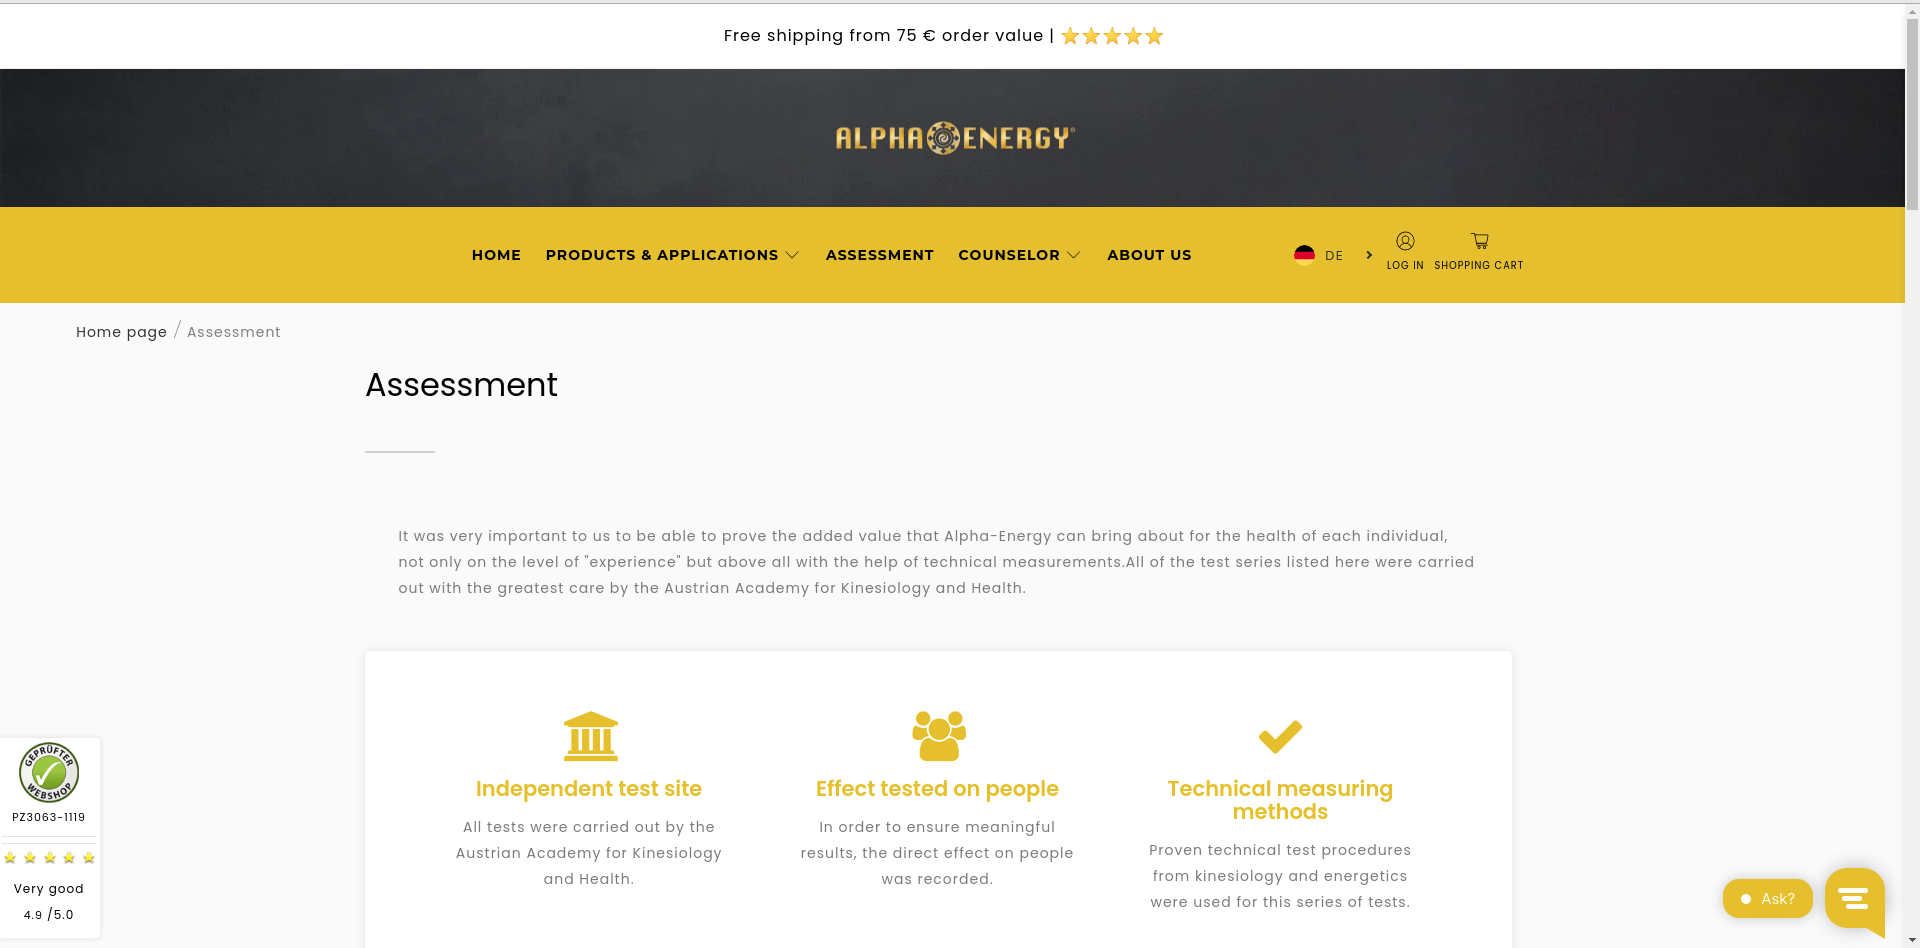 Free shipping from 75 € order value | ⭐⭐⭐⭐⭐
ALPHA ENERGY®
HOME PRODUCTS & APPLICATIONS ASSESSMENT COUNSELOR ABOUT US DE LOG IN SHOPPING CART
Home page / Assessment
Assessment
It was very important to us to be able to prove the added value that Alpha-Energy can bring about for the health of each individual,
not only on the level of "experience" but above all with the help of technical measurements.All of the test series listed here were carried
out with the greatest care by the Austrian Academy for Kinesiology and Health.
Independent test site
All tests were carried out by the
Austrian Academy for Kinesiology
and Health.
Effect tested on people
In order to ensure meaningful
results, the direct effect on people
was recorded.
Technical measuring
methods
Proven technical test procedures
from kinesiology and energetics
were used for this series of tests.
GEPRÜFTER
WEBSHOP
PZ3063-1119
Very good
4.9 /5.0
Ask?